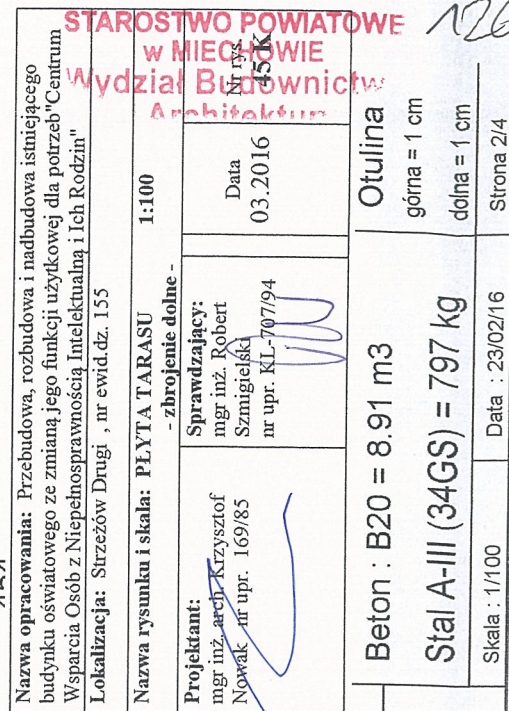 STAROSTWO POWIATOWE
w MIECHOWIE
Wydział Budownictw
126
Nazwa opracowania: Przebudowa, rozbudowa i nadbudowa istniejącego
budynku oświatowego ze zmianą jego funkcji użytkowej dla potrzeb"Centrum
Wsparcia Osób z Niepełnosprawnością Intelektualną i Ich Rodzin"
Lokalizacja: Strzeżów Drugi , nr ewid.dz. 155
Nazwa rysunku i skala: PŁYTA TARASU 1:100
- zbrojenie dolne -
Nr rys.
45K
Projektant:
mgr inż. arch. Krzysztof
Nowak nr upr. 169/85
Sprawdzający:
mgr inż. Robert
Szmigielski
nr upr. KL-707/94
Data
03.2016
Beton : B20 = 8.91 m3
Stal A-III (34GS) = 797 kg
Otulina
górna = 1 cm
dolna = 1 cm
Skala : 1/100
Data : 23/02/16
Strona 2/4